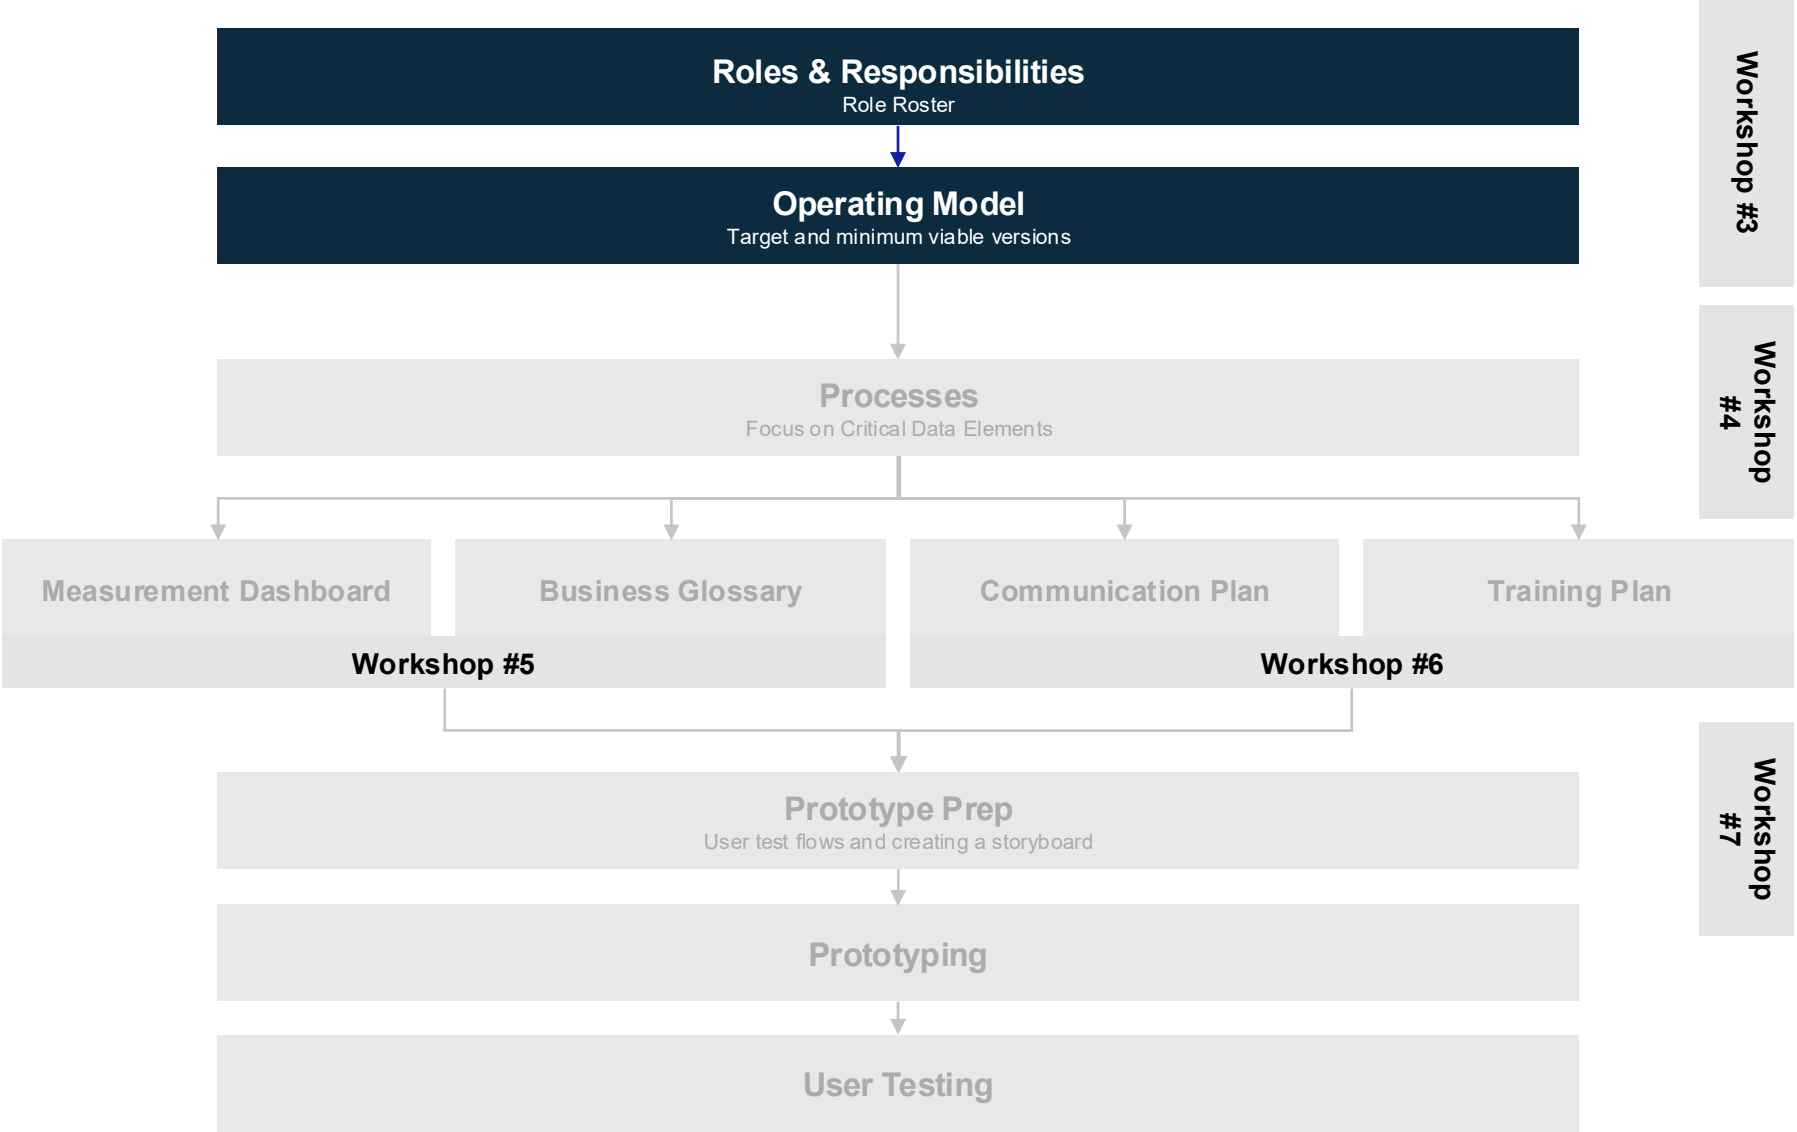 Roles & Responsibilities
Role Roster
Workshop #3
Operating Model
Target and minimum viable versions
Processes
Focus on Critical Data Elements
Workshop
#4
Measurement Dashboard
Business Glossary
Communication Plan
Training Plan
Workshop #5
Workshop #6
Prototype Prep
User test flows and creating a storyboard
Workshop
#7
Prototyping
User Testing